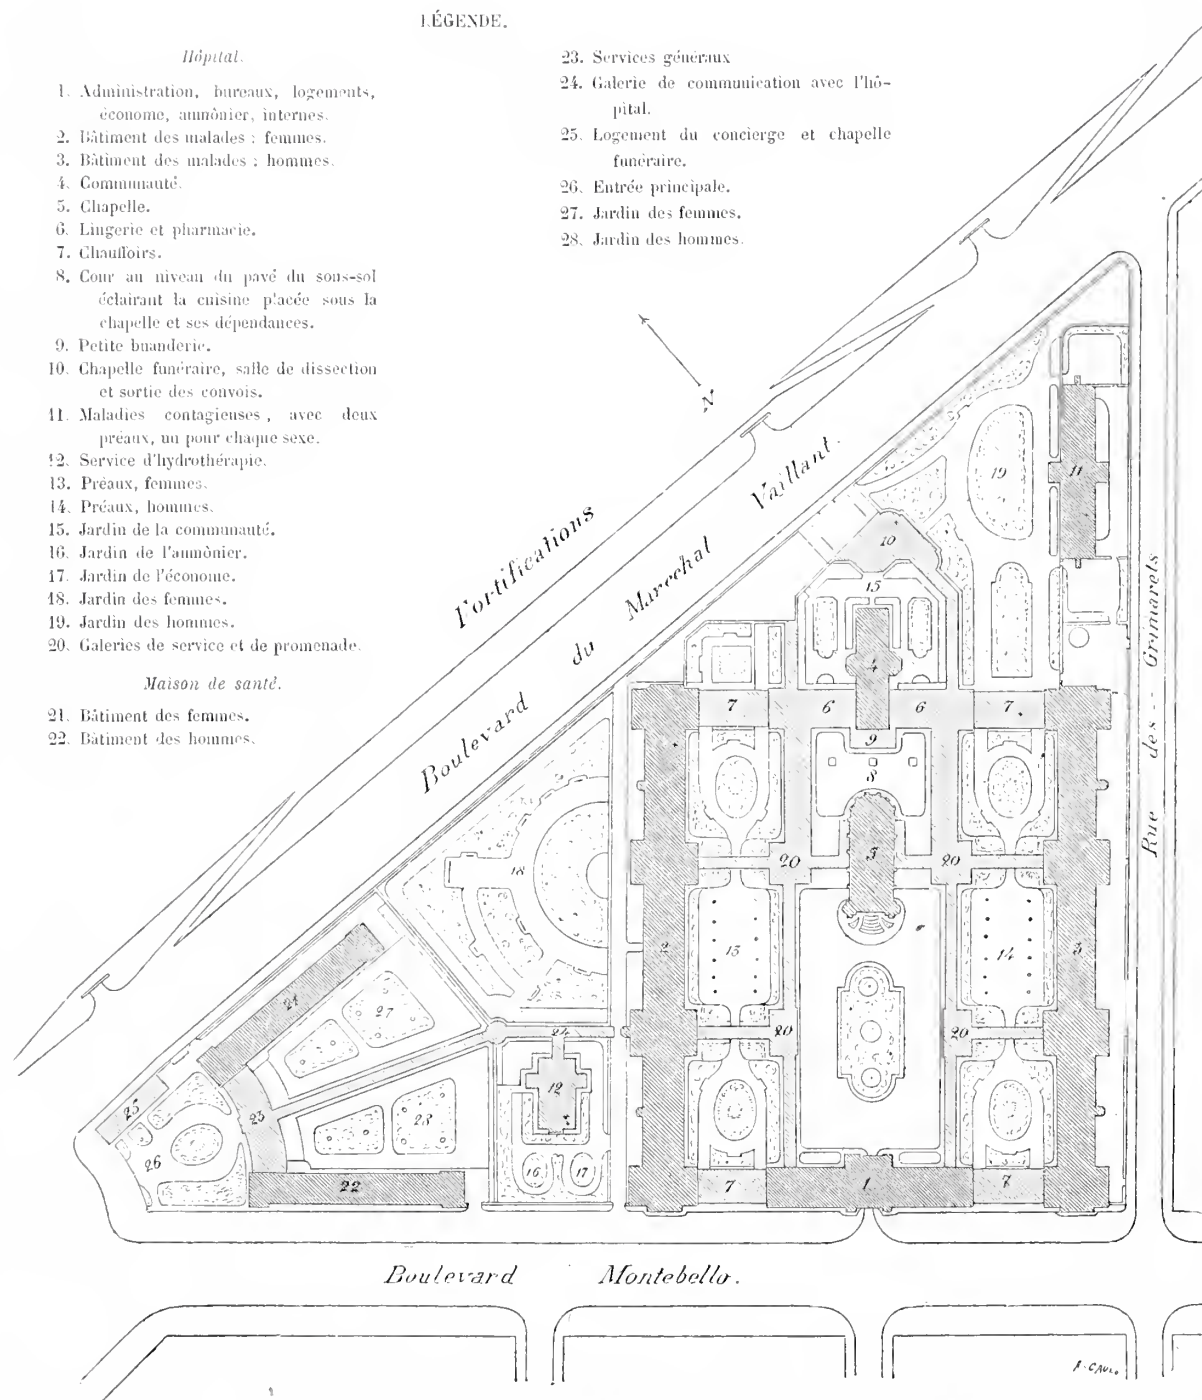 LÉGENDE.
Hôpital.
1. Administration, bureaux, logements,
économe, aumônier, internes.
2. Bâtiment des malades : femmes.
3. Bâtiment des malades : hommes.
4. Communauté.
5. Chapelle.
6. Lingerie et pharmacie.
7. Chauffoirs.
8. Cour au niveau du pavé du sous-sol
éclairant la cuisine placée sous la
chapelle et ses dépendances.
9. Petite buanderie.
10. Chapelle funéraire, salle de dissection
et sortie des convois.
11. Maladies contagieuses, avec deux
préaux, un pour chaque sexe.
12. Service d'hydrothérapie.
13. Préaux, femmes.
14. Préaux, hommes.
15. Jardin de la communauté.
16. Jardin de l'aumônier.
17. Jardin de l'économe.
18. Jardin des femmes.
19. Jardin des hommes.
20. Galeries de service et de promenade.
Maison de santé.
21. Bâtiment des femmes.
22. Bâtiment des hommes.
23. Services généraux
24. Galerie de communication avec l'hô-
pital.
25. Logement du concierge et chapelle
funéraire.
26. Entrée principale.
27. Jardin des femmes.
28. Jardin des hommes.
N
Fortifications
Boulevard du Maréchal Vaillant.
Rue des Grimarets
19
11
10
15
4
7
6
6
7
9
8
5
20
20
18
2
13
14
3
21
27
24
20
20
12
25
23
28
26
16
17
22
7
1
7
Boulevard Montebello.